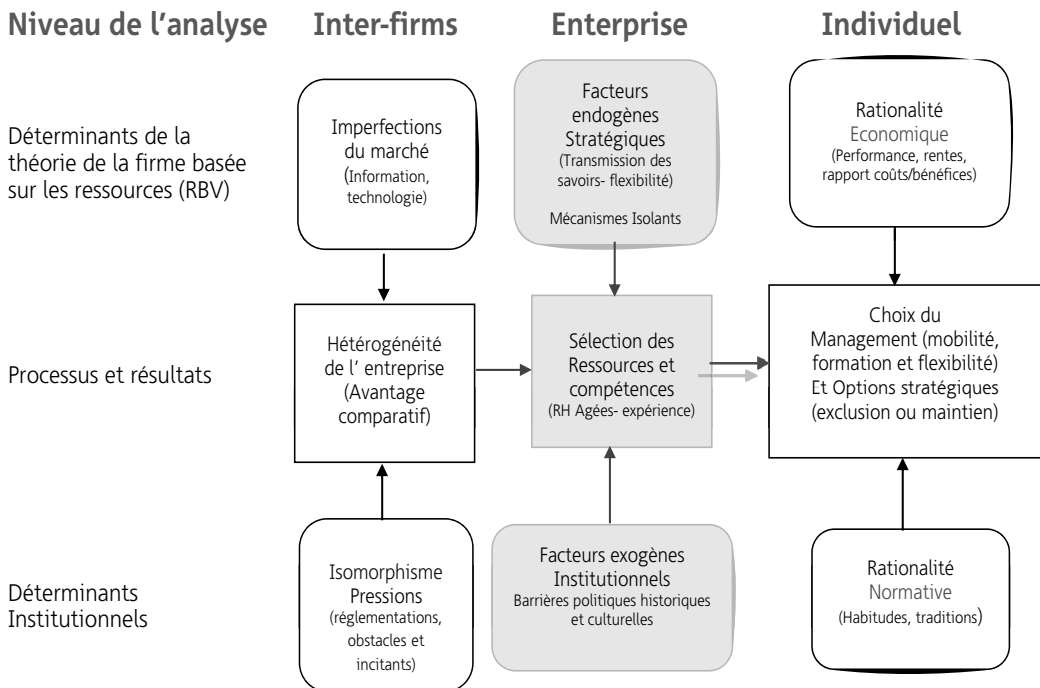 Niveau de l’analyse
Inter-firms
Enterprise
Individuel
Déterminants de la
théorie de la firme basée
sur les ressources (RBV)
Imperfections
du marché
(Information,
technologie)
Facteurs
endogènes
Stratégiques
(Transmission des
savoirs- flexibilité)
Mécanismes Isolants
Rationalité
Economique
(Performance, rentes,
rapport coûts/bénéfices)
Processus et résultats
Hétérogénéité
de l’ entreprise
(Avantage
comparatif)
Sélection des
Ressources et
compétences
(RH Agées- expérience)
Choix du
Management (mobilité,
formation et flexibilité)
Et Options stratégiques
(exclusion ou maintien)
Déterminants
Institutionnels
Isomorphisme
Pressions
(réglementations,
obstacles et
incitants)
Facteurs exogènes
Institutionnels
Barrières politiques historiques
et culturelles
Rationalité
Normative
(Habitudes, traditions)